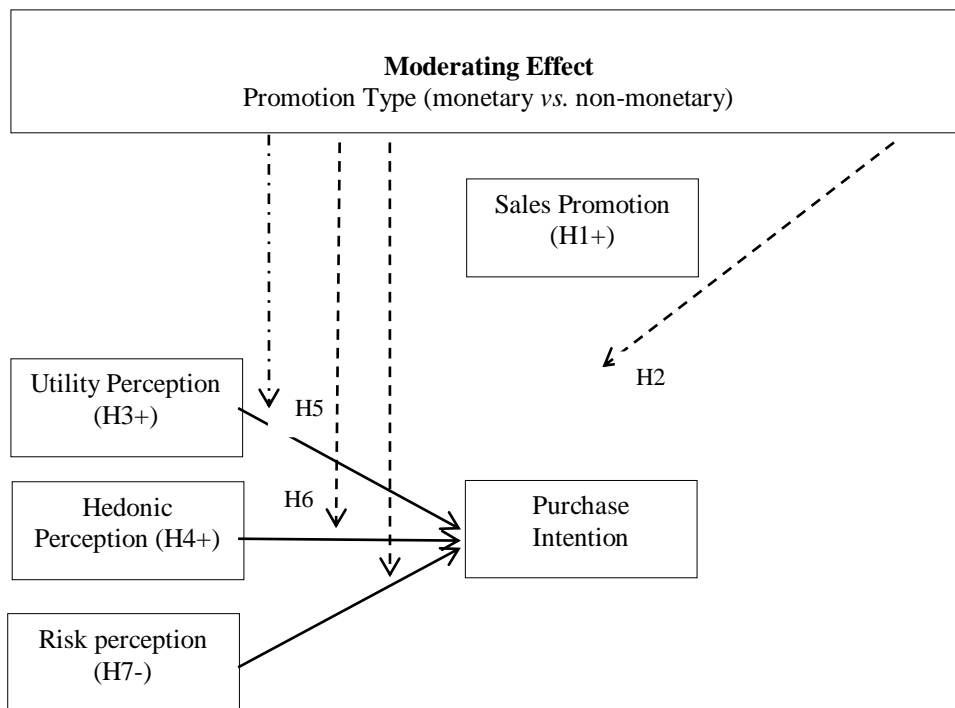 Moderating Effect
Promotion Type (monetary vs. non-monetary)
Sales Promotion
(H1+)
H2
Utility Perception
(H3+)
H5
Hedonic
Perception (H4+)
H6
Purchase
Intention
Risk perception
(H7-)